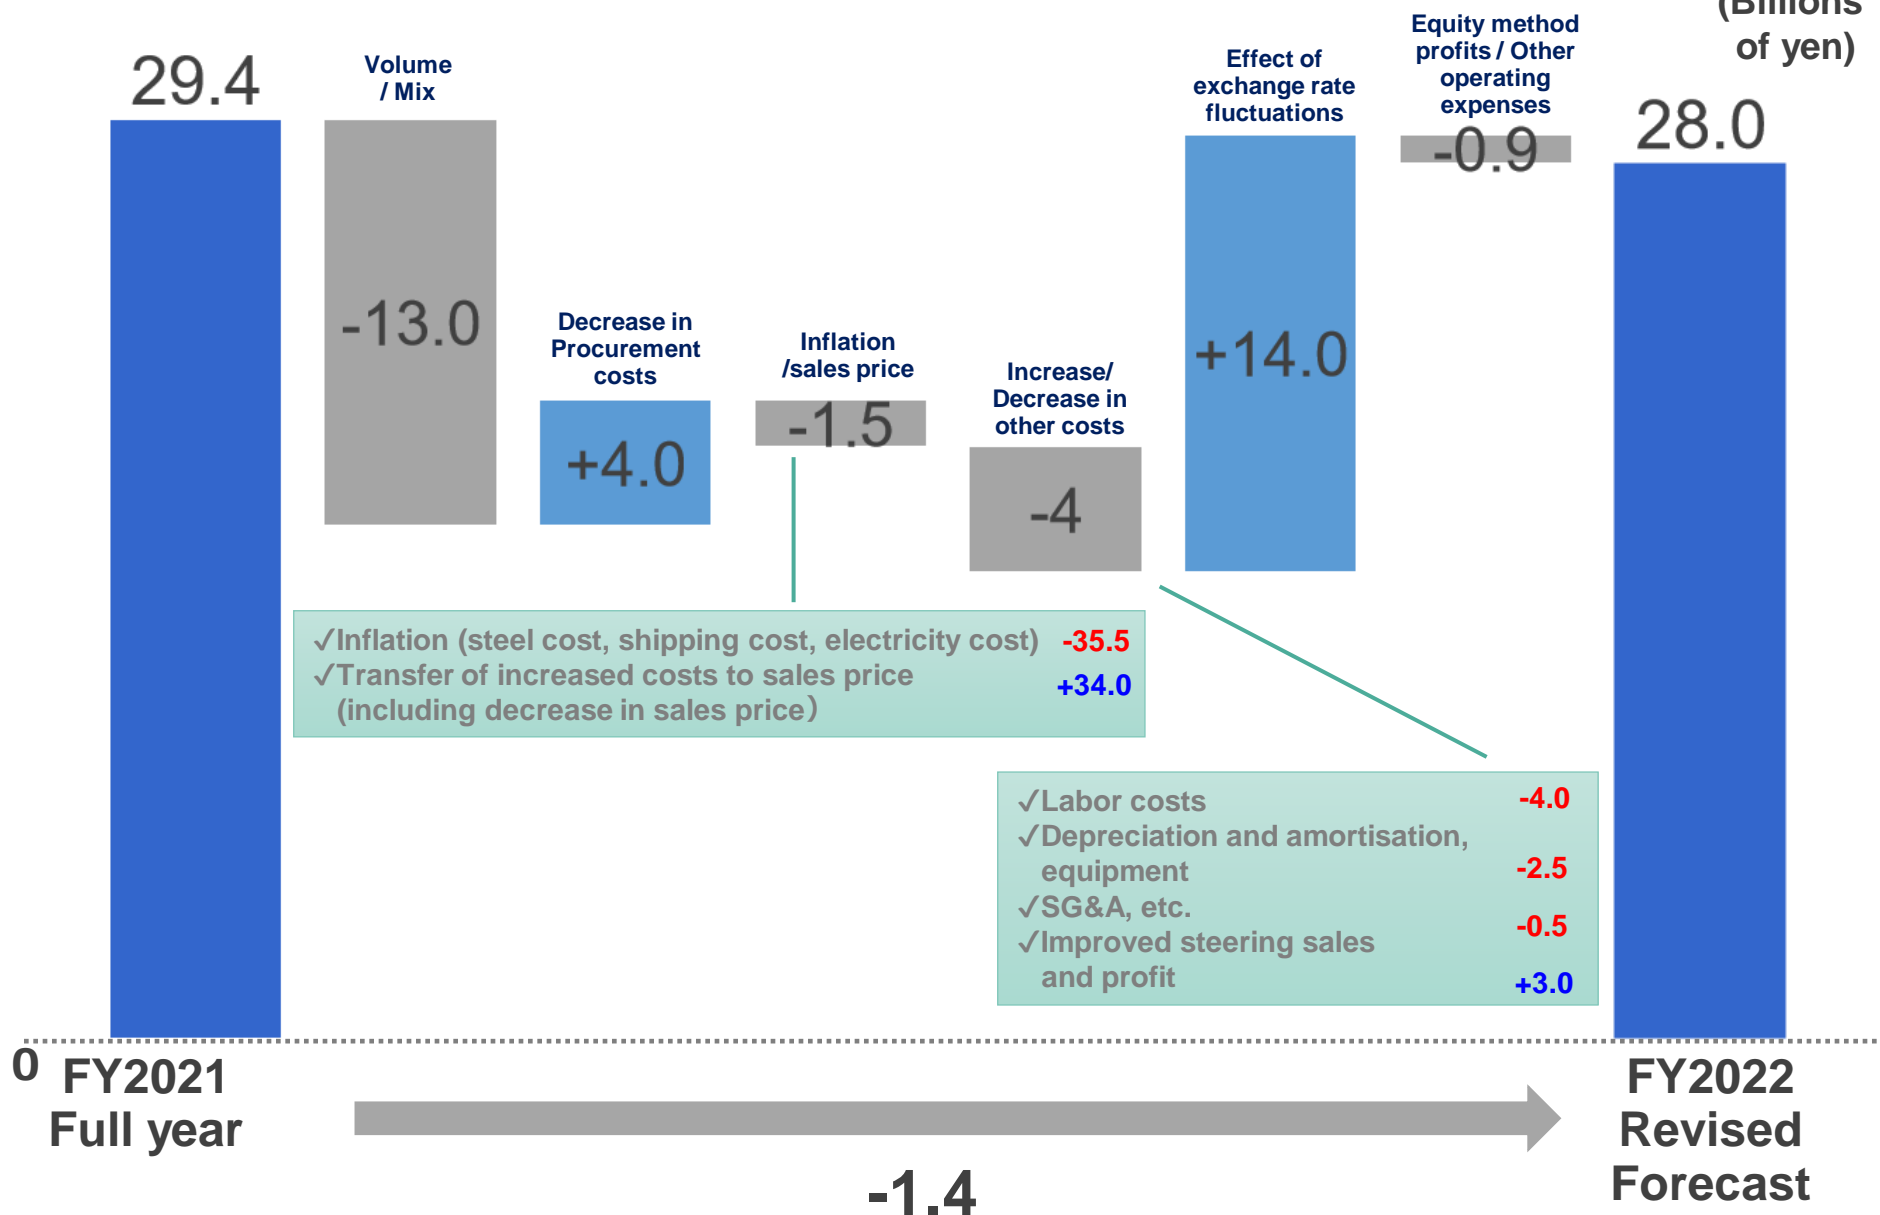 (Billions
of yen)
29.4
Volume
/ Mix
-13.0
Decrease in
Procurement
costs
+4.0
Inflation
/sales price
-1.5
Increase/
Decrease in
other costs
-4
Effect of
exchange rate
fluctuations
+14.0
Equity method
profits / Other
operating
expenses
-0.9
28.0
✓Inflation (steel cost, shipping cost, electricity cost) -35.5
✓Transfer of increased costs to sales price
(including decrease in sales price） +34.0
✓Labor costs -4.0
✓Depreciation and amortisation,
equipment -2.5
✓SG&A, etc. -0.5
✓Improved steering sales
and profit +3.0
0
FY2021
Full year
-1.4
FY2022
Revised
Forecast